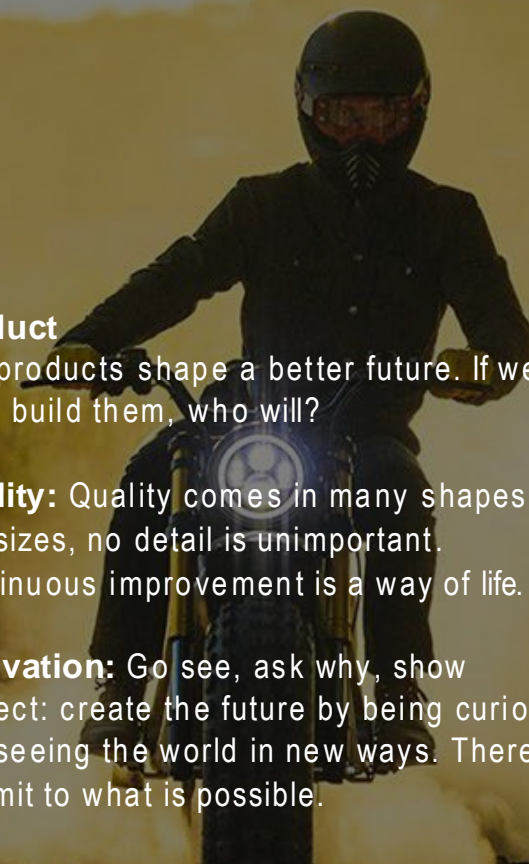 duct
products shape a better future. If we
build them, who will?
lity: Quality comes in many shapes
sizes, no detail is unimportant.
inuous improvement is a way of life.
vation: Go see, ask why, show
ect: create the future by being curio
seeing the world in new ways. There
mit to what is possible.